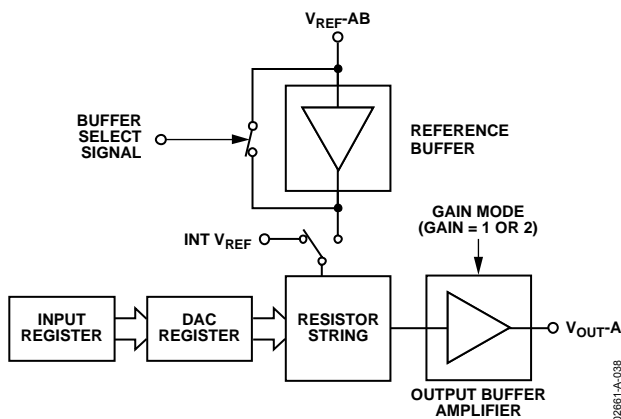 VREF-AB
BUFFER
SELECT
SIGNAL
REFERENCE
BUFFER
INT VREF
GAIN MODE
(GAIN = 1 OR 2)
INPUT
REGISTER
DAC
REGISTER
RESISTOR
STRING
VOUT-A
OUTPUT BUFFER
AMPLIFIER
02661-A-038